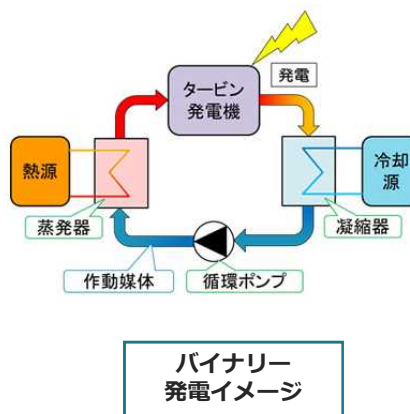 発電
タービン
発電機
熱源
冷却
源
蒸発器
凝縮器
作動媒体
循環ポンプ
バイナリー
発電イメージ